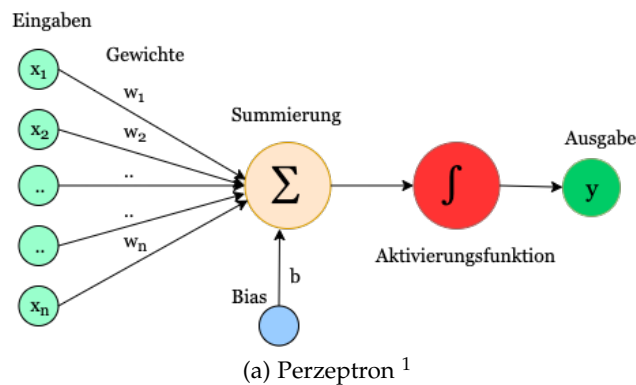 Eingaben
Gewichte
x1
w1
x2
w2
Summierung
Ausgabe
..
..
Σ
∫
y
..
..
wn
Aktivierungsfunktion
xn
Bias
b
(a) Perzeptron 1